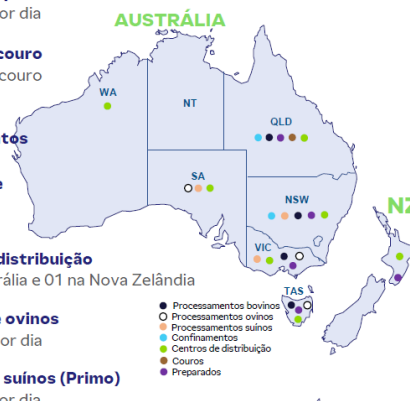 or dia
AUSTRÁLIA
couro
couro
WA
NT
QLD
tos
SA
e
NSW
NZ
VIC
distribuição
rália e 01 na Nova Zelândia
TAS
Processamentos bovinos
Processamentos ovinos
Processamentos suínos
Confinamentos
Centros de distribuição
Couros
Preparados
e ovinos
or dia
suínos (Primo)
or dia